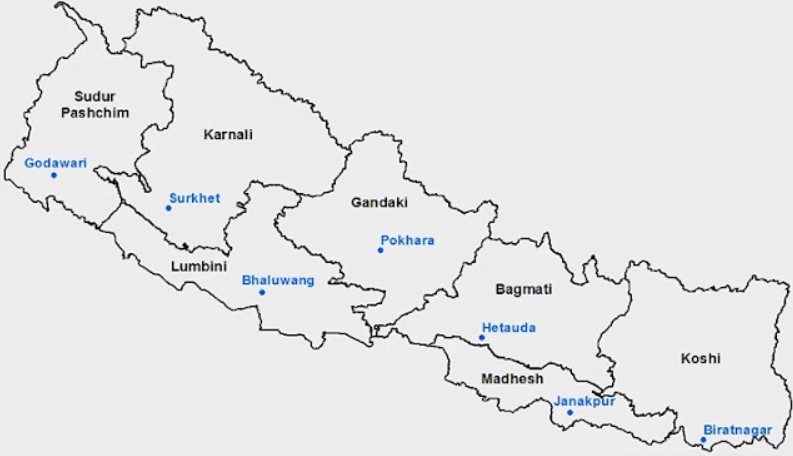 Sudur
Pashchim
Karnali
Godawari
Surkhet
Gandaki
Pokhara
Lumbini
Bhaluwang
Bagmati
Hetauda
Koshi
Madhesh
Janakpur
Biratnagar